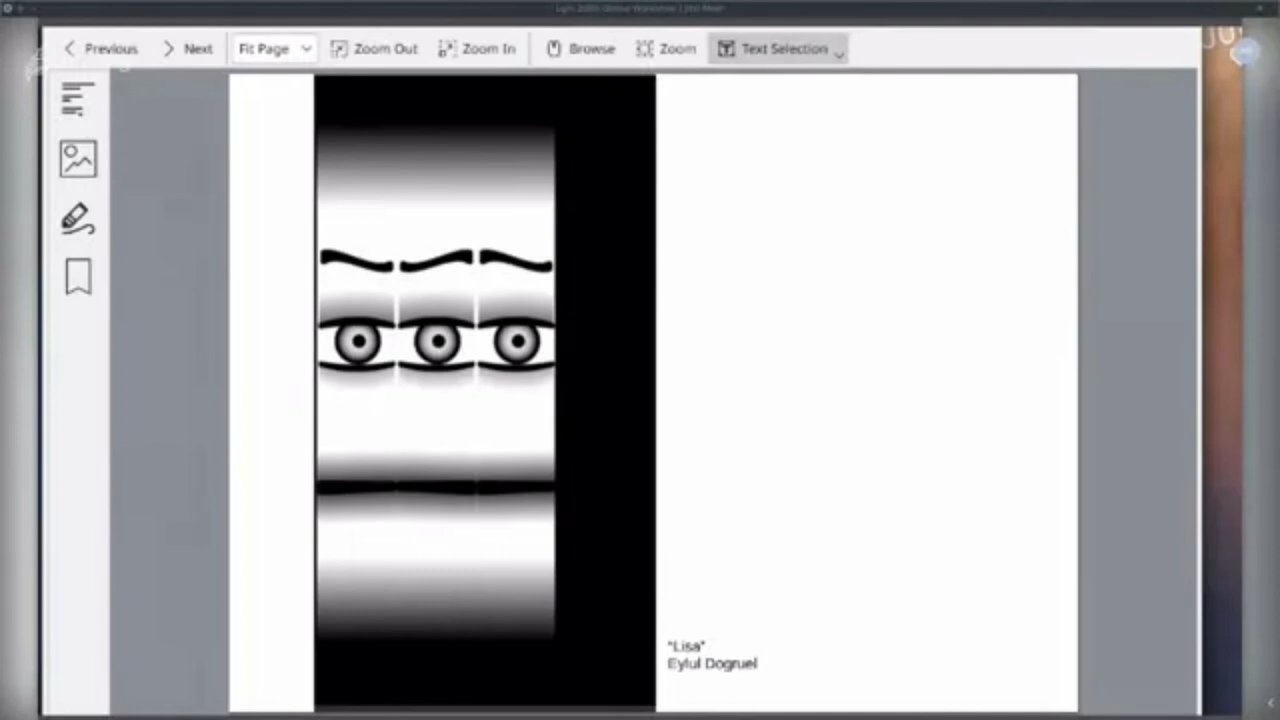 Previous
Next
Fit Page
Zoom Out
Zoom In
Browse
Zoom
Text Selection
"Lisa"
Eylul Dogruel